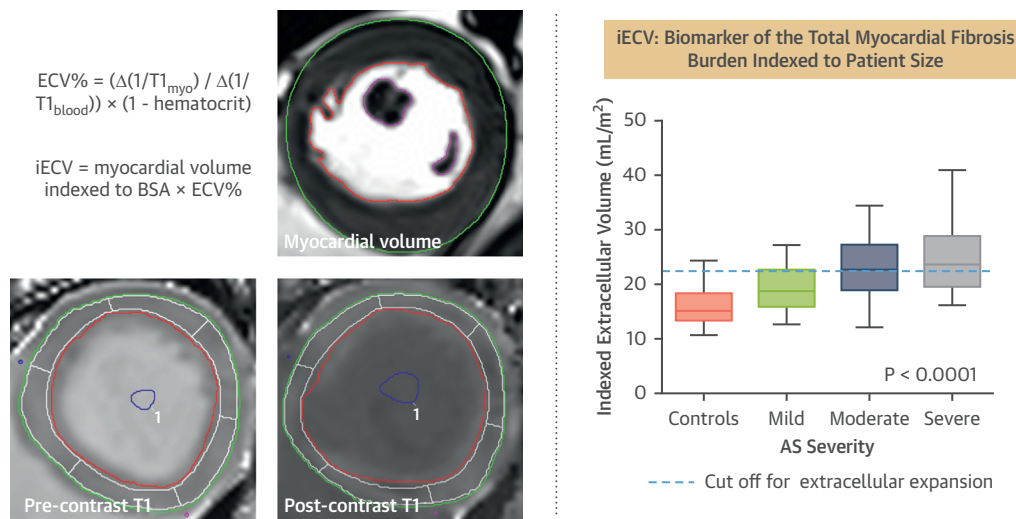 ECV% = (Δ(1/T1myo) / Δ(1/
T1blood)) × (1 - hematocrit)
iECV = myocardial volume
indexed to BSA × ECV%
Myocardial volume
1
Pre-contrast T1
1
Post-contrast T1
iECV: Biomarker of the Total Myocardial Fibrosis
Burden Indexed to Patient Size
Indexed Extracellular Volume (mL/m²)
50
40
30
20
10
0
P < 0.0001
Controls Mild Moderate Severe
AS Severity
Cut off for extracellular expansion